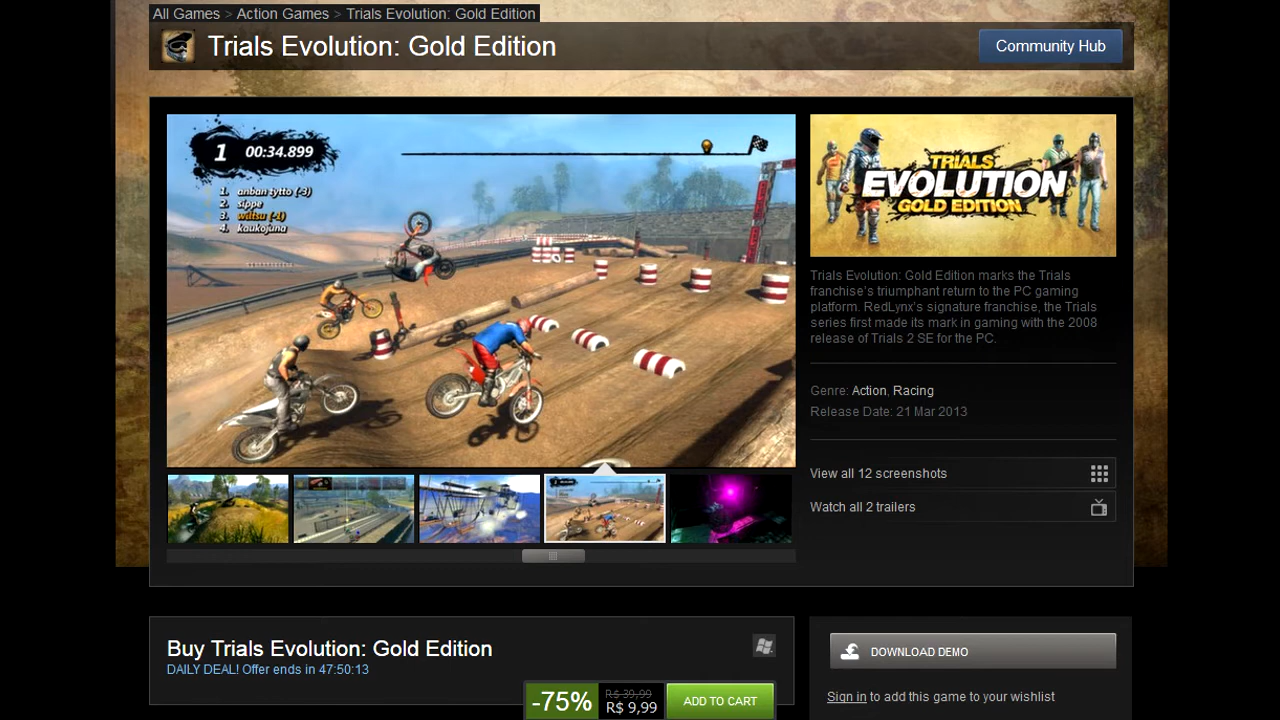 All Games > Action Games > Trials Evolution: Gold Edition
Trials Evolution: Gold Edition
Community Hub
1 00:34.899
1. anban tytto (-3)
2. sippe
3. wiltsu (-1)
4. kaukojuna
TRIALS
EVOLUTION
GOLD EDITION
Trials Evolution: Gold Edition marks the Trials
franchise's triumphant return to the PC gaming
platform. RedLynx's signature franchise, the Trials
series first made its mark in gaming with the 2008
release of Trials 2 SE for the PC.
Genre: Action, Racing
Release Date: 21 Mar 2013
View all 12 screenshots
Watch all 2 trailers
Buy Trials Evolution: Gold Edition
DAILY DEAL! Offer ends in 47:50:13
-75%
R$ 39,99
R$ 9,99
ADD TO CART
DOWNLOAD DEMO
Sign in to add this game to your wishlist